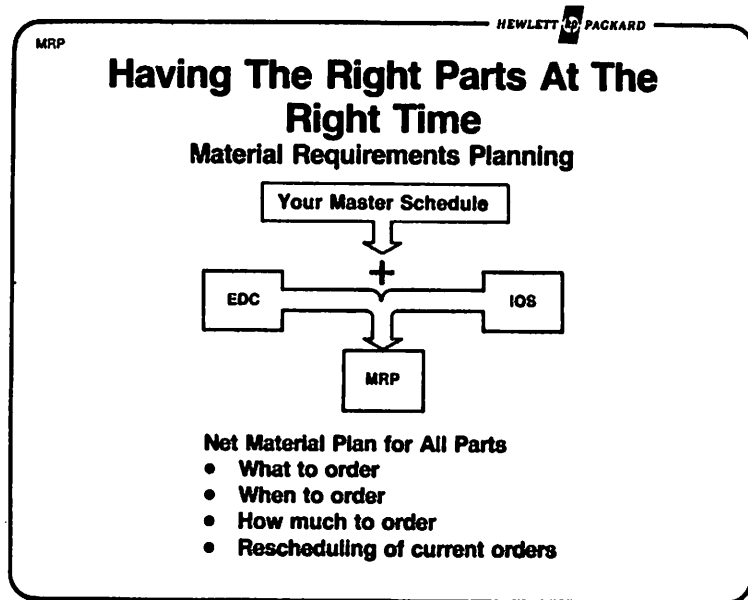 HEWLETT hp PACKARD
MRP
Having The Right Parts At The
Right Time
Material Requirements Planning
Your Master Schedule
+
EDC
IOS
MRP
Net Material Plan for All Parts
• What to order
• When to order
• How much to order
• Rescheduling of current orders